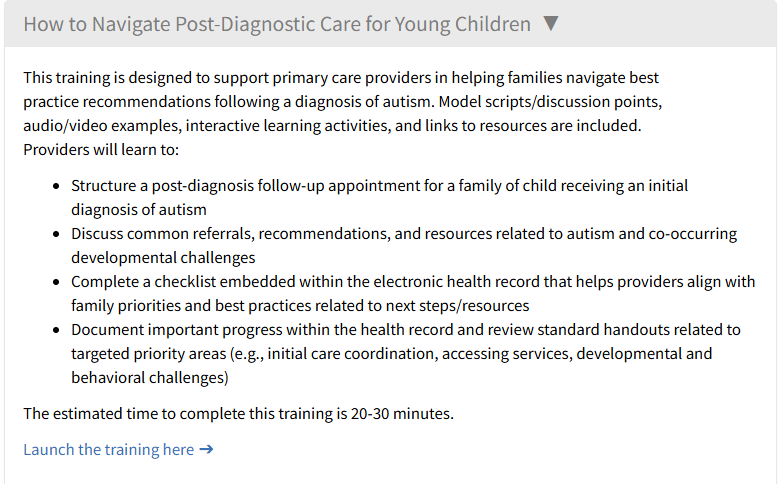 How to Navigate Post-Diagnostic Care for Young Children ▼
This training is designed to support primary care providers in helping families navigate best
practice recommendations following a diagnosis of autism. Model scripts/discussion points,
audio/video examples, interactive learning activities, and links to resources are included.
Providers will learn to:
• Structure a post-diagnosis follow-up appointment for a family of child receiving an initial
diagnosis of autism
• Discuss common referrals, recommendations, and resources related to autism and co-occurring
developmental challenges
• Complete a checklist embedded within the electronic health record that helps providers align with
family priorities and best practices related to next steps/resources
• Document important progress within the health record and review standard handouts related to
targeted priority areas (e.g., initial care coordination, accessing services, developmental and
behavioral challenges)
The estimated time to complete this training is 20-30 minutes.
Launch the training here ➔